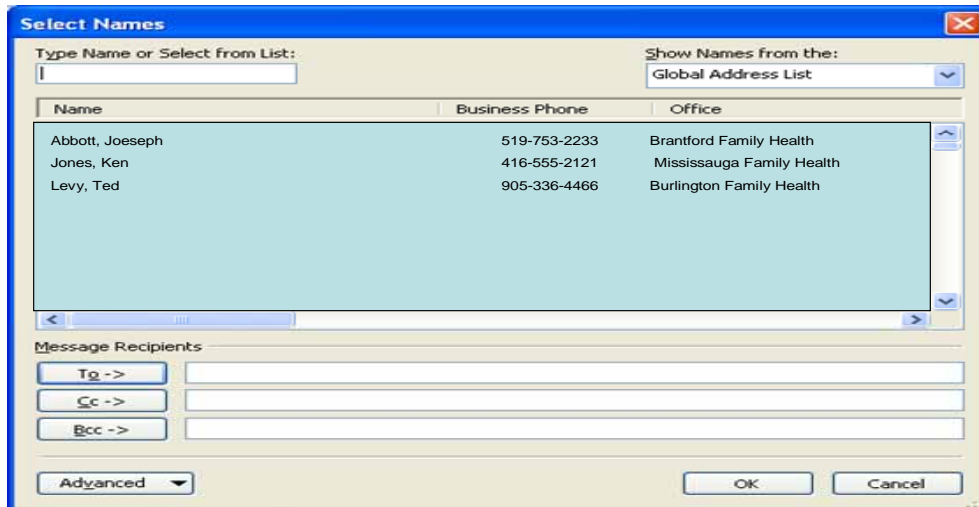 Select Names
Type Name or Select from List: Show Names from the:
Global Address List
Name Business Phone Office
Abbott, Joeseph 519-753-2233 Brantford Family Health
Jones, Ken 416-555-2121 Mississauga Family Health
Levy, Ted 905-336-4466 Burlington Family Health
Message Recipients
To ->
Cc ->
Bcc ->
Advanced OK Cancel